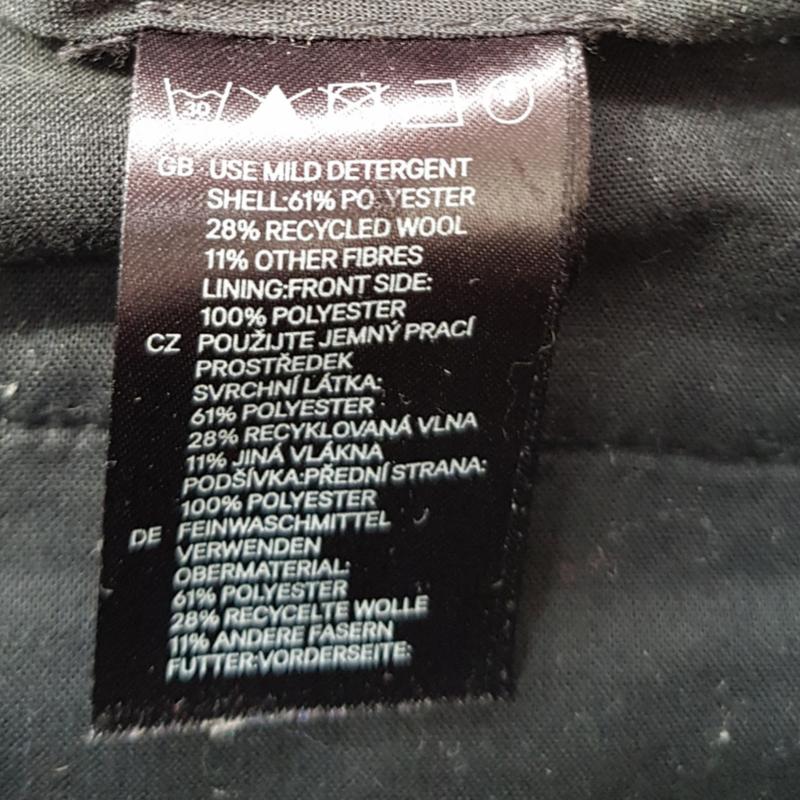 30
GB USE MILD DETERGENT
SHELL:61% POLYESTER
28% RECYCLED WOOL
11% OTHER FIBRES
LINING:FRONT SIDE:
100% POLYESTER
CZ POUŽIJTE JEMNÝ PRACÍ
PROSTŘEDEK
SVRCHNÍ LÁTKA:
61% POLYESTER
28% RECYKLOVANÁ VLNA
11% JINÁ VLÁKNA
PODŠÍVKA:PŘEDNÍ STRANA:
100% POLYESTER
DE FEINWASCHMITTEL
VERWENDEN
OBERMATERIAL:
61% POLYESTER
28% RECYCELTE WOLLE
11% ANDERE FASERN
FUTTER:VORDERSEITE: